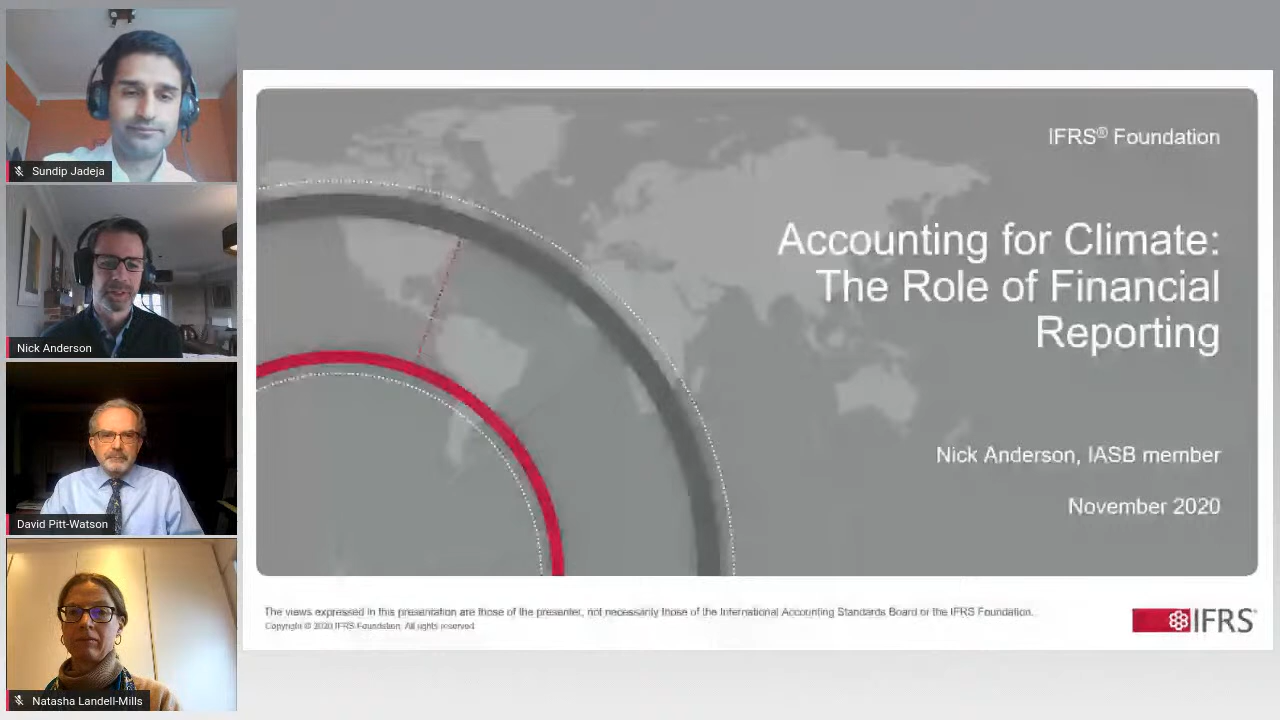 Sundip Jadeja
Nick Anderson
David Pitt-Watson
Natasha Landell-Mills
IFRS® Foundation
Accounting for Climate:
The Role of Financial
Reporting
Nick Anderson, IASB member
November 2020
The views expressed in this presentation are those of the presenter, not necessarily those of the International Accounting Standards Board or the IFRS Foundation.
Copyright © 2020 IFRS Foundation. All rights reserved
IFRS